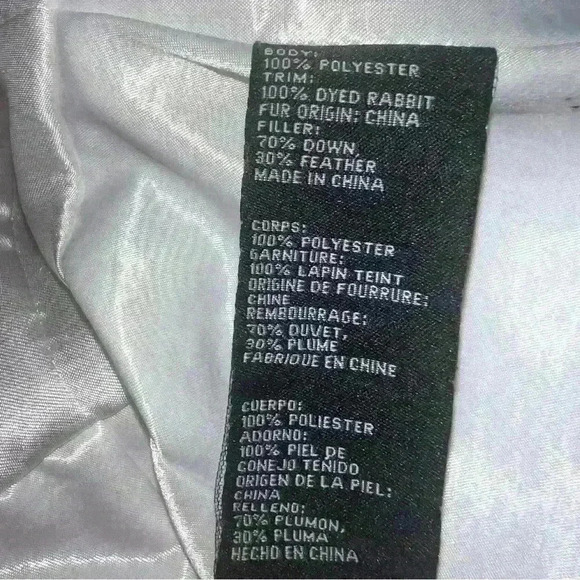 BODY:
100% POLYESTER
TRIM:
100% DYED RABBIT
FUR ORIGIN: CHINA
FILLER:
70% DOWN,
30% FEATHER
MADE IN CHINA
CORPS:
100% POLYESTER
GARNITURE:
100% LAPIN TEINT
ORIGINE DE FOURRURE:
CHINE
REMBOURRAGE:
70% DUVET,
30% PLUME
FABRIQUE EN CHINE
CUERPO:
100% POLIESTER
ADORNO:
100% PIEL DE
CONEJO TEÑIDO
ORIGEN DE LA PIEL:
CHINA
RELLENO:
70% PLUMON,
30% PLUMA
HECHO EN CHINA